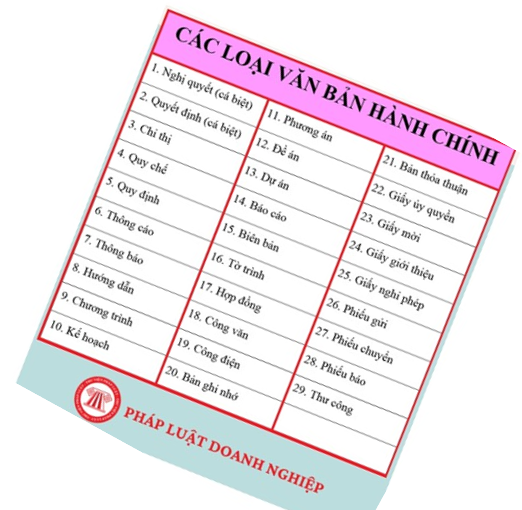 CÁC LOẠI VĂN BẢN HÀNH CHÍNH
1. Nghị quyết (cá biệt)
2. Quyết định (cá biệt)
3. Chỉ thị
4. Quy chế
5. Quy định
6. Thông cáo
7. Thông báo
8. Hướng dẫn
9. Chương trình
10. Kế hoạch
11. Phương án
12. Đề án
13. Dự án
14. Báo cáo
15. Biên bản
16. Tờ trình
17. Hợp đồng
18. Công văn
19. Công điện
20. Bản ghi nhớ
21. Bản thỏa thuận
22. Giấy ủy quyền
23. Giấy mời
24. Giấy giới thiệu
25. Giấy nghỉ phép
26. Phiếu gửi
27. Phiếu chuyển
28. Phiếu báo
29. Thư công
PHÁP LUẬT DOANH NGHIỆP